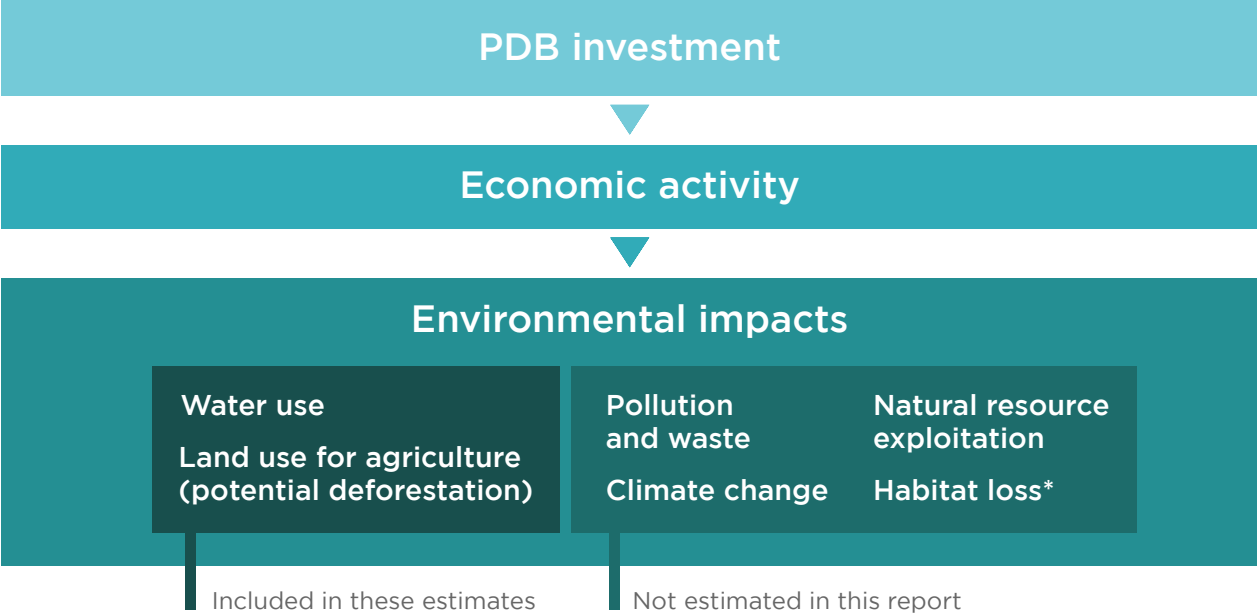 PDB investment
Economic activity
Environmental impacts
Water use
Land use for agriculture
(potential deforestation)
Pollution
and waste
Climate change
Natural resource
exploitation
Habitat loss*
Included in these estimates
Not estimated in this report